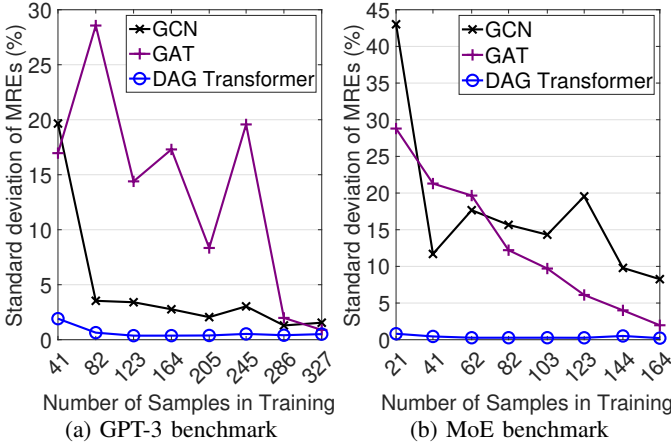 Standard deviation of MREs (%)
30
25
20
15
10
5
0
GCN
GAT
DAG Transformer
41 82 123 164 205 245 286 327
Number of Samples in Training
(a) GPT-3 benchmark
Standard deviation of MREs (%)
45
40
35
30
25
20
15
10
5
0
GCN
GAT
DAG Transformer
21 41 62 82 103 123 144 164
Number of Samples in Training
(b) MoE benchmark